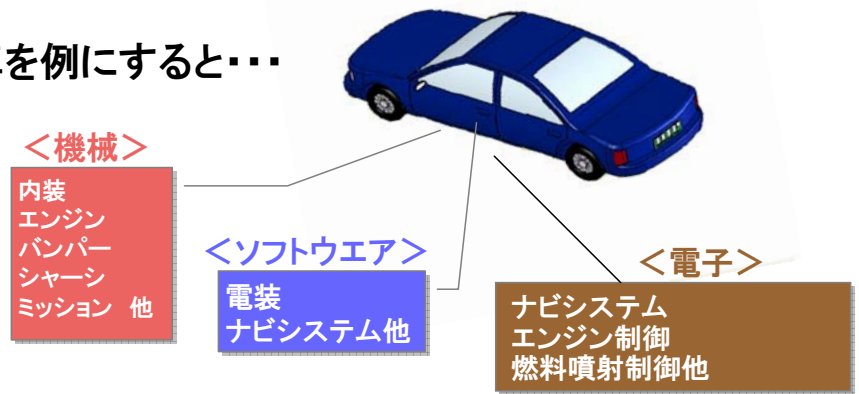 を例にすると・・・
＜機械＞
内装
エンジン
バンパー
シャーシ
ミッション 他
＜ソフトウエア＞
電装
ナビシステム他
＜電子＞
ナビシステム
エンジン制御
燃料噴射制御他